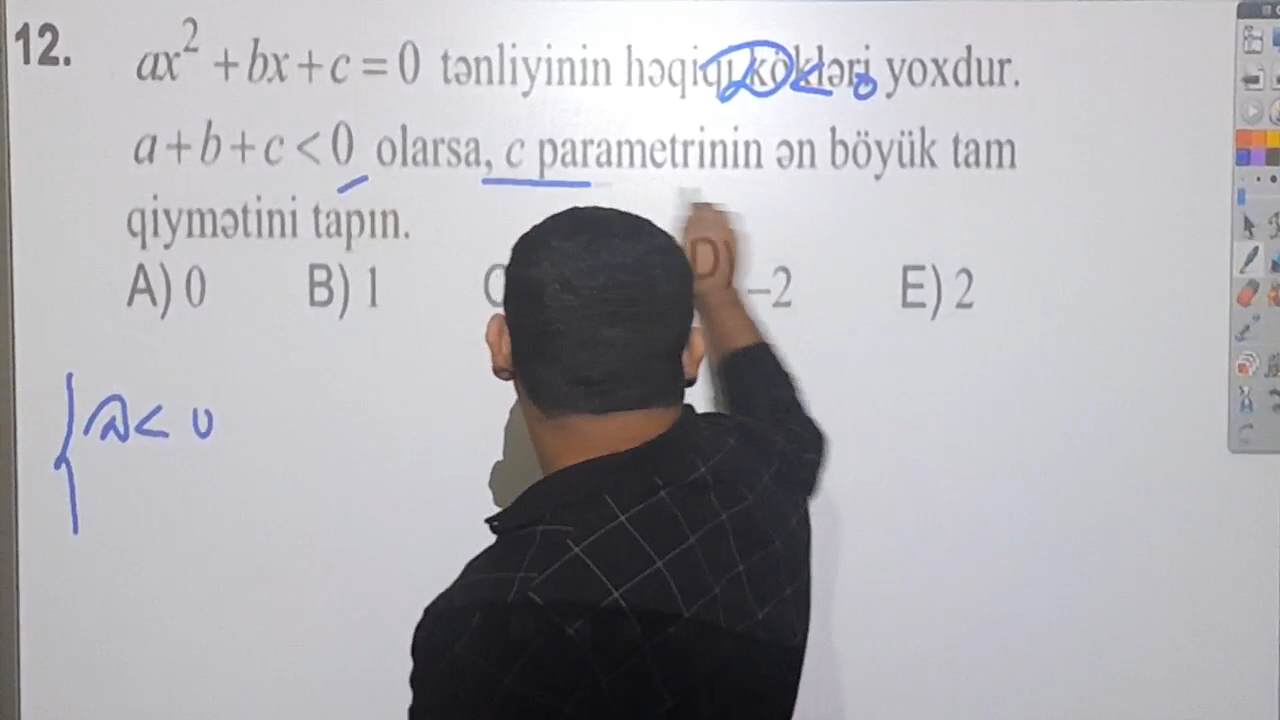 12. ax² + bx + c = 0 tənliyinin həqiqi kökləri yoxdur.
D < 0
a + b + c < 0 olarsa, c parametrinin ən böyük tam
qiymətini tapın.
A) 0 B) 1 D) –2 E) 2
{ D < 0